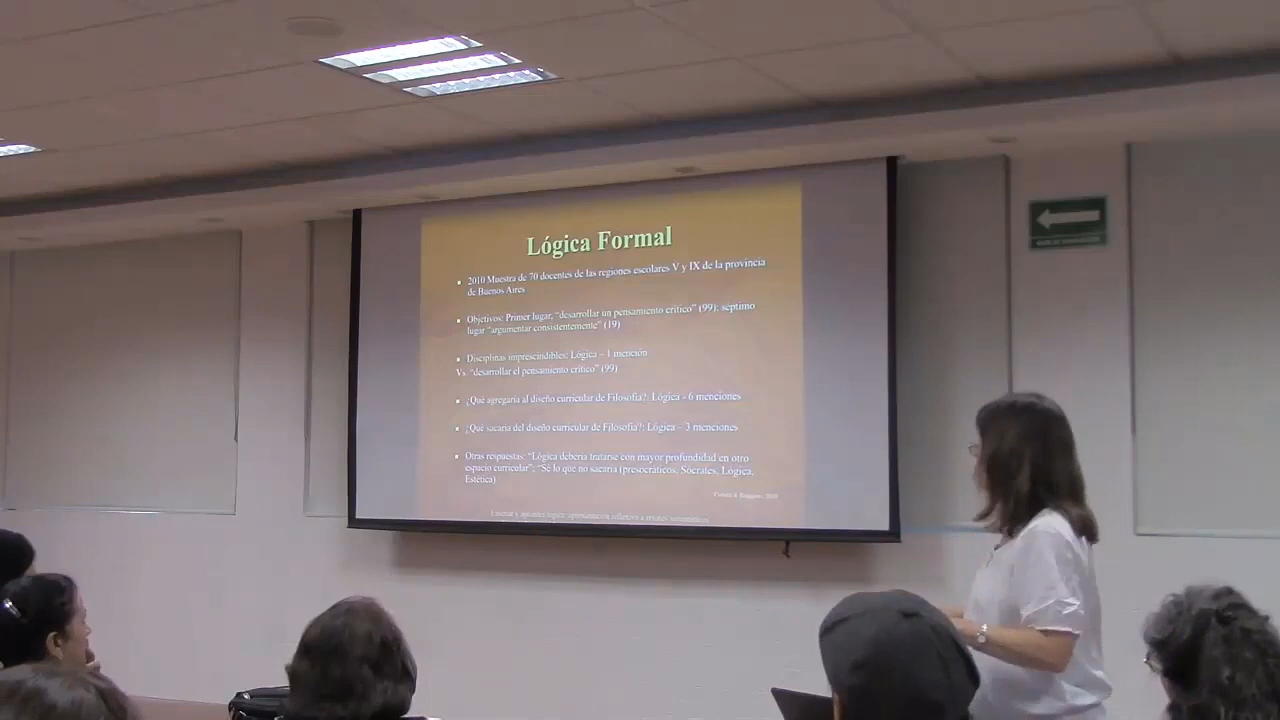 Lógica Formal
2010 Muestra de 70 docentes de las regiones escolares V y IX de la provincia
de Buenos Aires
Objetivos: Primer lugar, “desarrollar un pensamiento crítico” (99); séptimo
lugar “argumentar consistentemente” (19)
Disciplinas imprescindibles: Lógica – 1 mención
Vs. “desarrollar el pensamiento crítico” (99)
¿Qué agregaría al diseño curricular de Filosofía?: Lógica - 6 menciones
¿Qué sacaría del diseño curricular de Filosofía?: Lógica – 3 menciones
Otras respuestas: “Lógica debería tratarse con mayor profundidad en otro
espacio curricular”; “Sé lo que no sacaría (presocráticos, Sócrates, Lógica,
Estética)